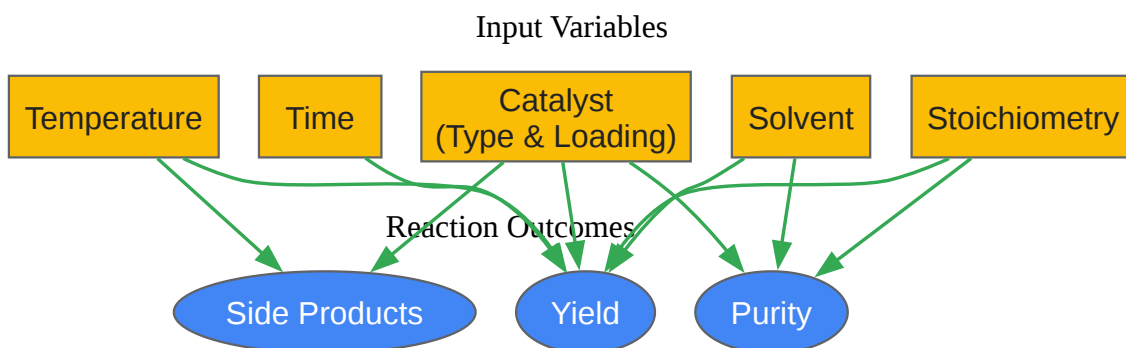 Input Variables
Temperature
Time
Catalyst
(Type & Loading)
Solvent
Stoichiometry
Reaction Outcomes
Side Products
Yield
Purity